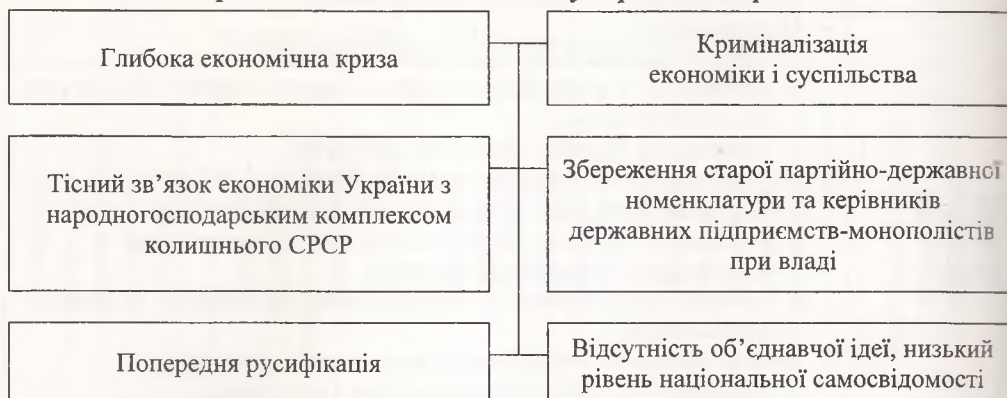 Глибока економічна криза
Криміналізація
економіки і суспільства
Тісний зв’язок економіки України з
народногосподарським комплексом
колишнього СРСР
Збереження старої партійно-державної
номенклатури та керівників
державних підприємств-монополістів
при владі
Попередня русифікація
Відсутність об’єднавчої ідеї, низький
рівень національної самосвідомості